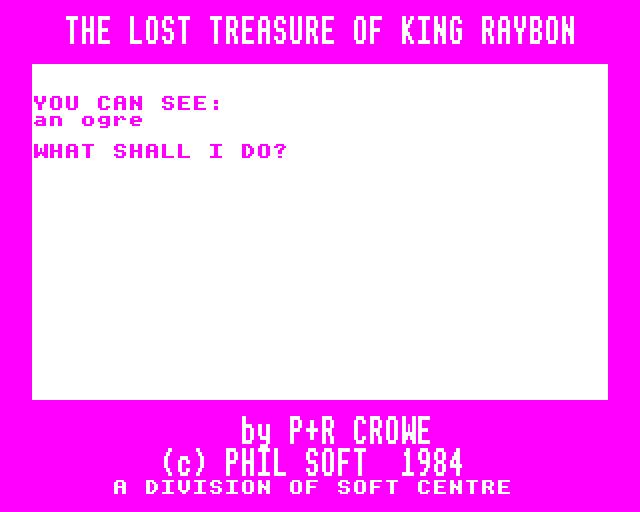 THE LOST TREASURE OF KING RAYBON
YOU CAN SEE:
an ogre
WHAT SHALL I DO?
by P+R CROWE
(c) PHIL SOFT 1984
A DIVISION OF SOFT CENTRE